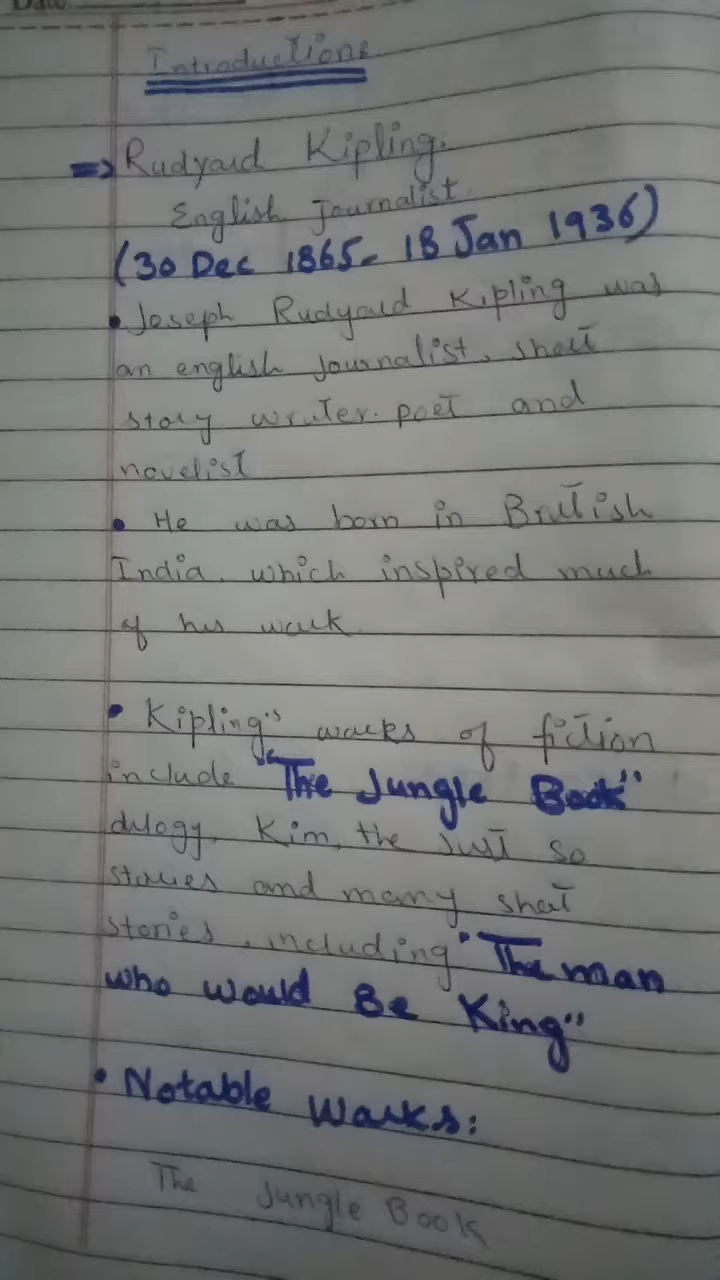 Introductions
⇒ Rudyard Kipling.
English Journalist.
(30 Dec 1865- 18 Jan 1936)
• Joseph Rudyard Kipling was
an english journalist, short
story writer. poet and
novelist
• He was born in British
India, which inspired much
of his work
• Kipling's works of fiction
include "The Jungle Book"
dulogy, Kim, the Just So
stories and many short
stories, including "The man
who would Be King"
• Notable Works:
The Jungle Book